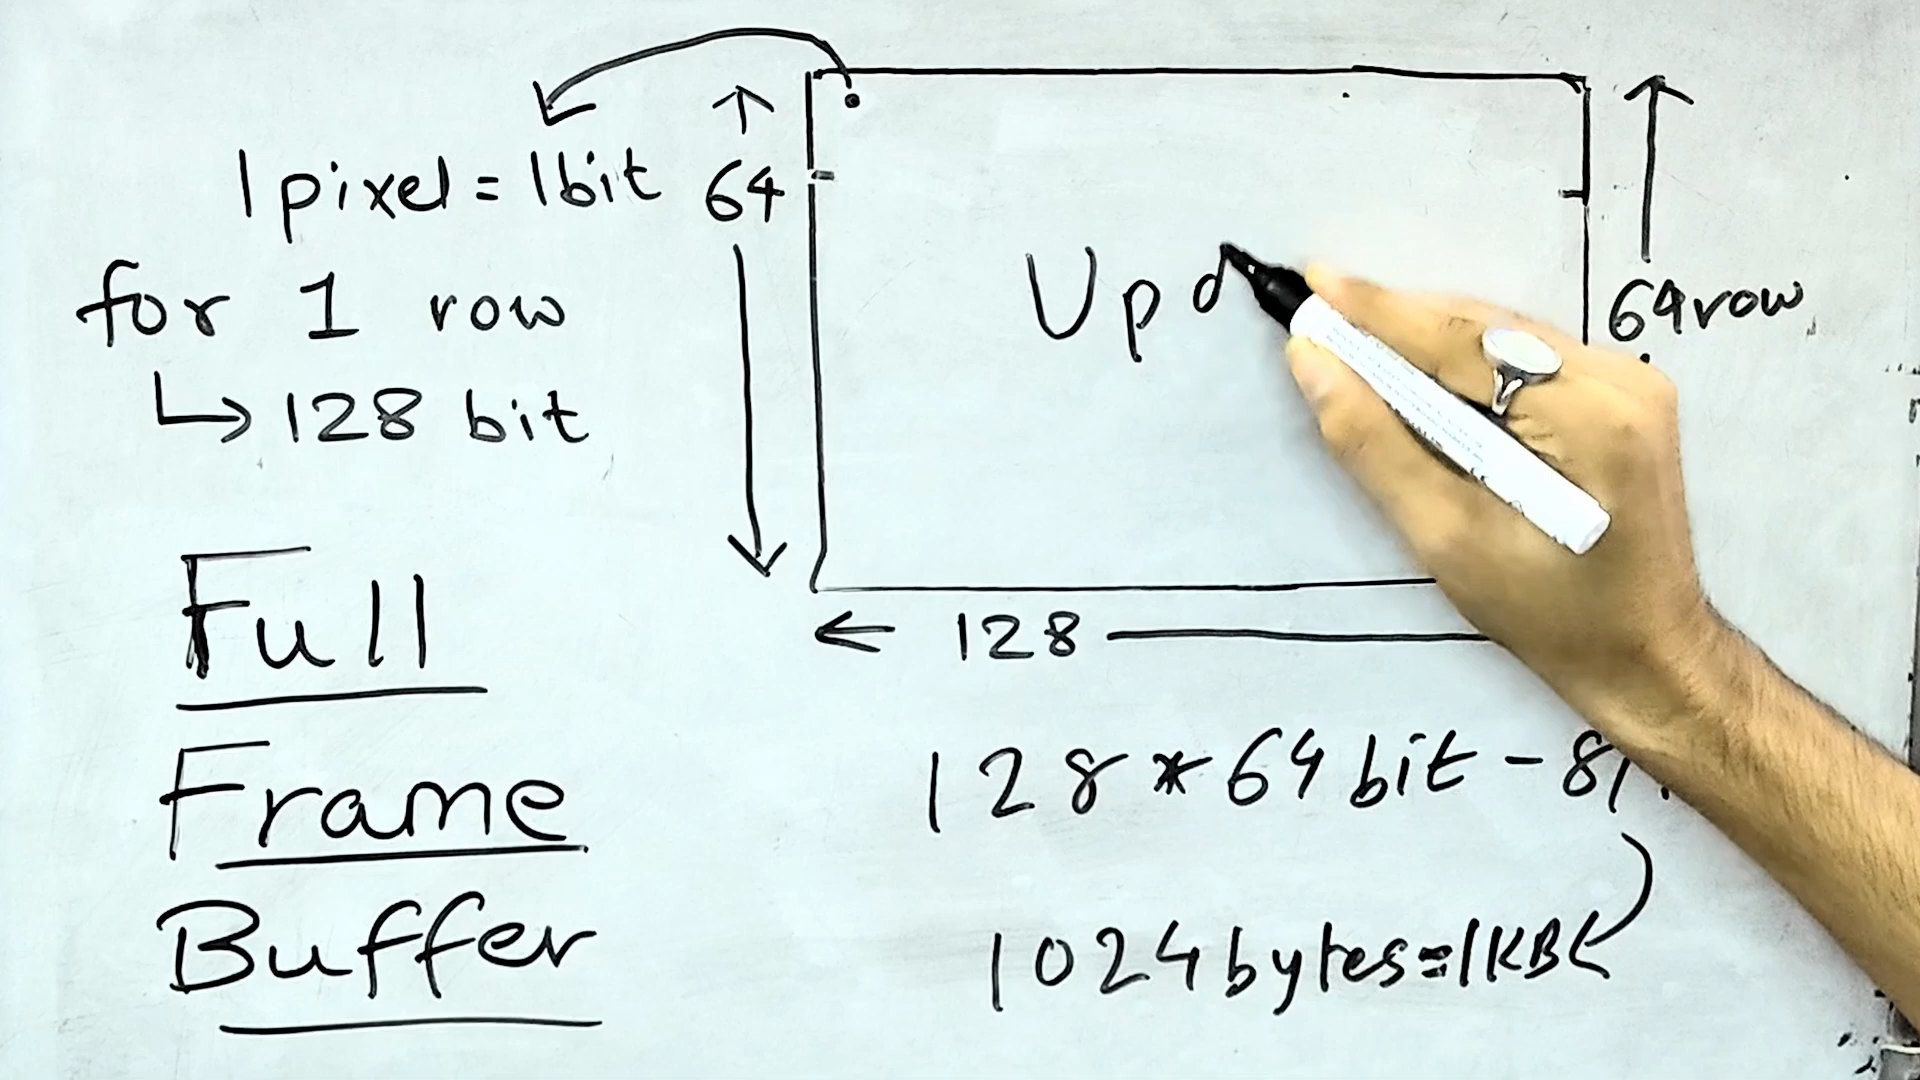 1 pixel = 1 bit
for 1 row
↳ 128 bit
Full
Frame
Buffer
64
Upd
64 row
← 128
128 * 64 bit - 8
1024 bytes = 1KB